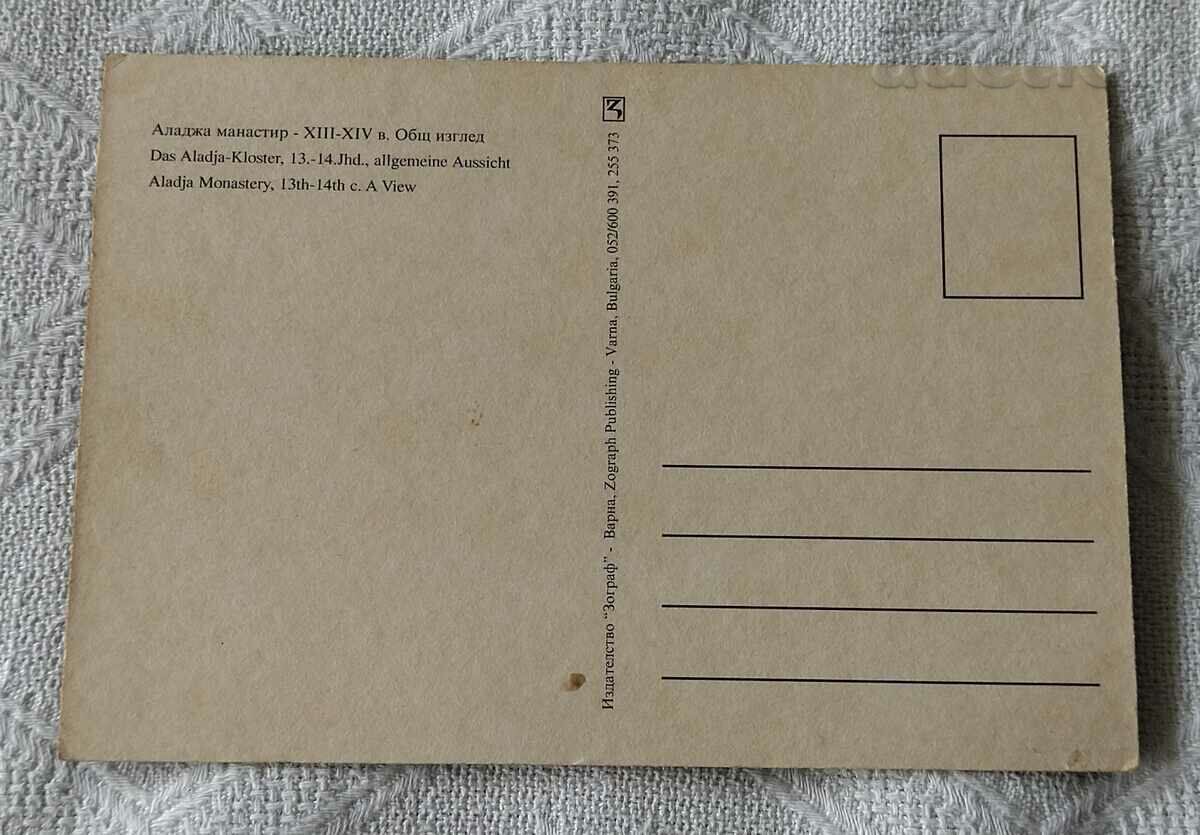 Аладжа манастир - XIII-XIV в. Общ изглед
Das Aladja-Kloster, 13.-14.Jhd., allgemeine Aussicht
Aladja Monastery, 13th-14th c. A View
Издателство "Зограф" - Варна, Zograph Publishing - Varna, Bulgaria, 052/600 391, 255 373